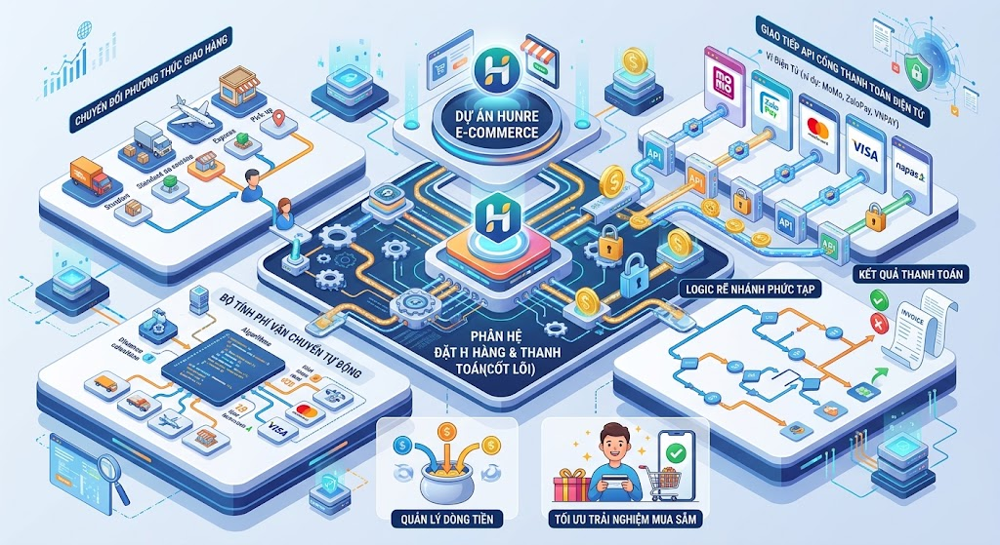 CHUYỂN ĐỔI PHƯƠNG THỨC GIAO HÀNG
Pick-up
Express
Standard
DỰ ÁN HUNRE
E-COMMERCE
GIAO TIẾP API CỔNG THANH TOÁN ĐIỆN TỬ
Ví Điện Tử (ví dụ: MoMo, ZaloPay, VNPAY)
mo
mo
Zalo
Pay
VISA
napas
API
API
API
API
PHÂN HỆ
ĐẶT H HÀNG & THANH
TOÁN(CỐT LÕI)
LOGIC RẼ NHÁNH PHỨC TẠP
KẾT QUẢ THANH TOÁN
INVOICE
BỘ TÍNH PHÍ VẬN CHUYỂN TỰ ĐỘNG
Algorithms
VISA
QUẢN LÝ DÒNG TIỀN
TỐI ƯU TRẢI NGHIỆM MUA SẮM